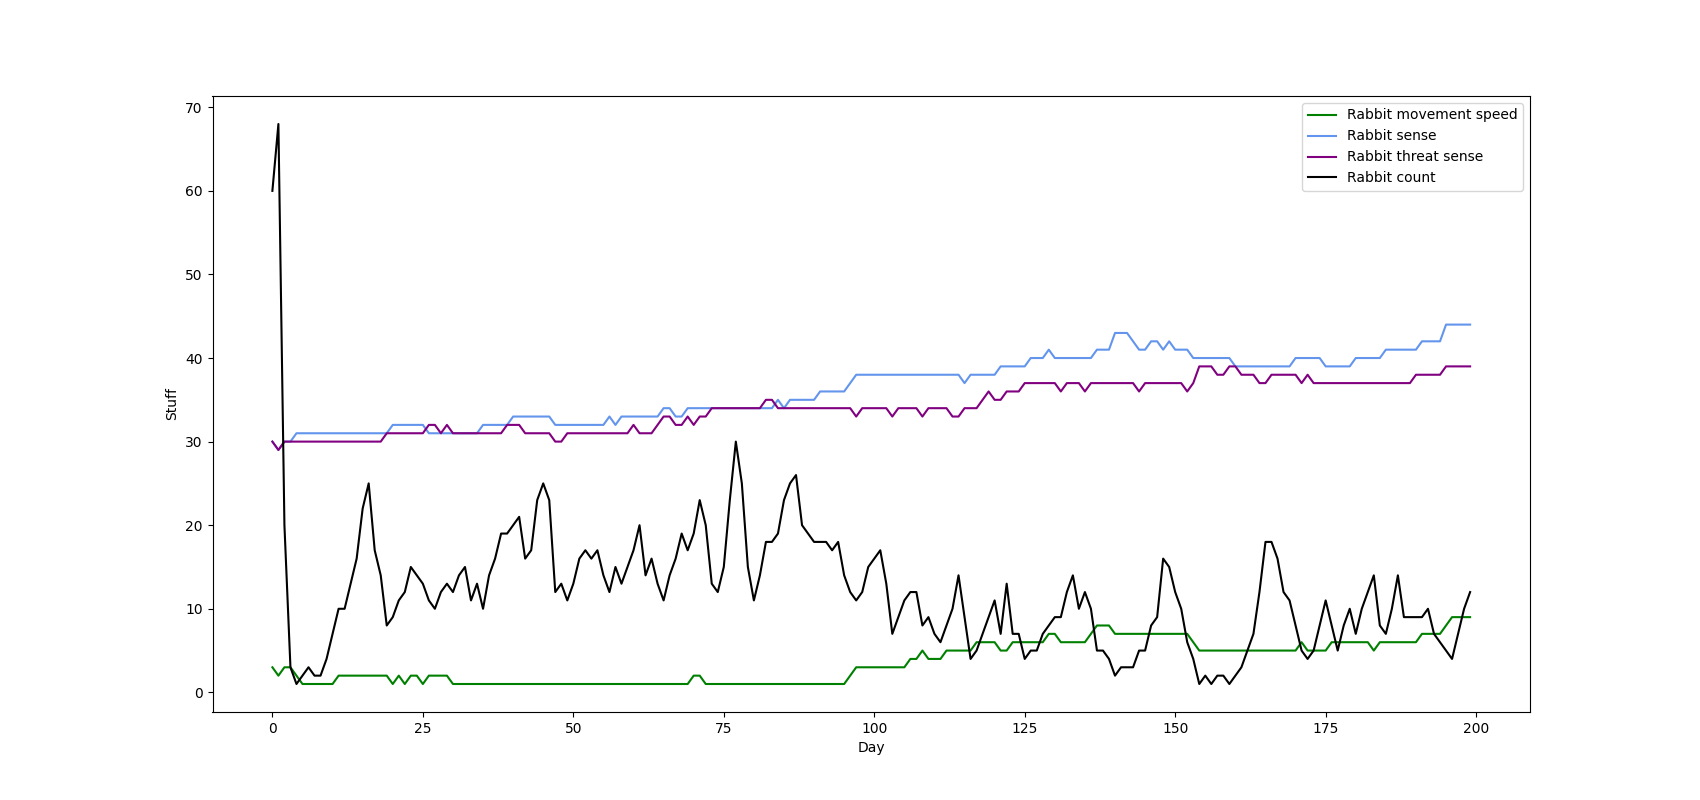 Rabbit movement speed
Rabbit sense
Rabbit threat sense
Rabbit count
70
60
50
40
30
20
10
0
Stuff
0 25 50 75 100 125 150 175 200
Day